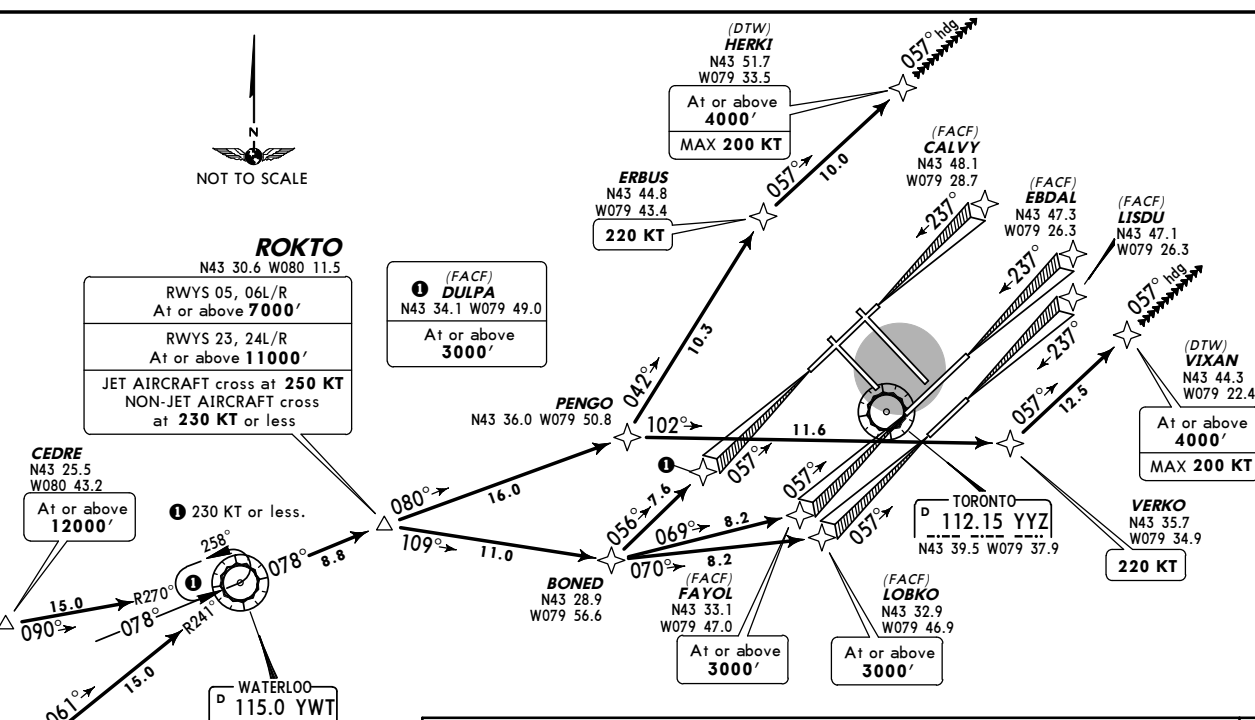 (DTW)
HERKI
N43 51.7
W079 33.5
At or above
4000'
MAX 200 KT
057° hdg
N
NOT TO SCALE
ERBUS
N43 44.8
W079 43.4
220 KT
057°
10.0
(FACF)
CALVY
N43 48.1
W079 28.7
237°
(FACF)
EBDAL
N43 47.3
W079 26.3
237°
(FACF)
LISDU
N43 47.1
W079 26.3
237°
057° hdg
(DTW)
VIXAN
N43 44.3
W079 22.4
At or above
4000'
MAX 200 KT
ROKTO
N43 30.6 W080 11.5
RWYS 05, 06L/R
At or above 7000'
RWYS 23, 24L/R
At or above 11000'
JET AIRCRAFT cross at 250 KT
NON-JET AIRCRAFT cross
at 230 KT or less
(FACF)
1 DULPA
N43 34.1 W079 49.0
At or above
3000'
042°
10.3
PENGO
N43 36.0 W079 50.8
102°
11.6
057°
12.5
1
057°
057°
057°
TORONTO
D 112.15 YYZ
N43 39.5 W079 37.9
VERKO
N43 35.7
W079 34.9
220 KT
CEDRE
N43 25.5
W080 43.2
At or above
12000'
1 230 KT or less.
258°
1
078°
8.8
080°
16.0
109°
11.0
056°
7.6
069°
8.2
070°
8.2
BONED
N43 28.9
W079 56.6
(FACF)
FAYOL
N43 33.1
W079 47.0
At or above
3000'
(FACF)
LOBKO
N43 32.9
W079 46.9
At or above
3000'
15.0
090°
R270°
078°
R241°
061°
15.0
WATERLOO
D 115.0 YWT